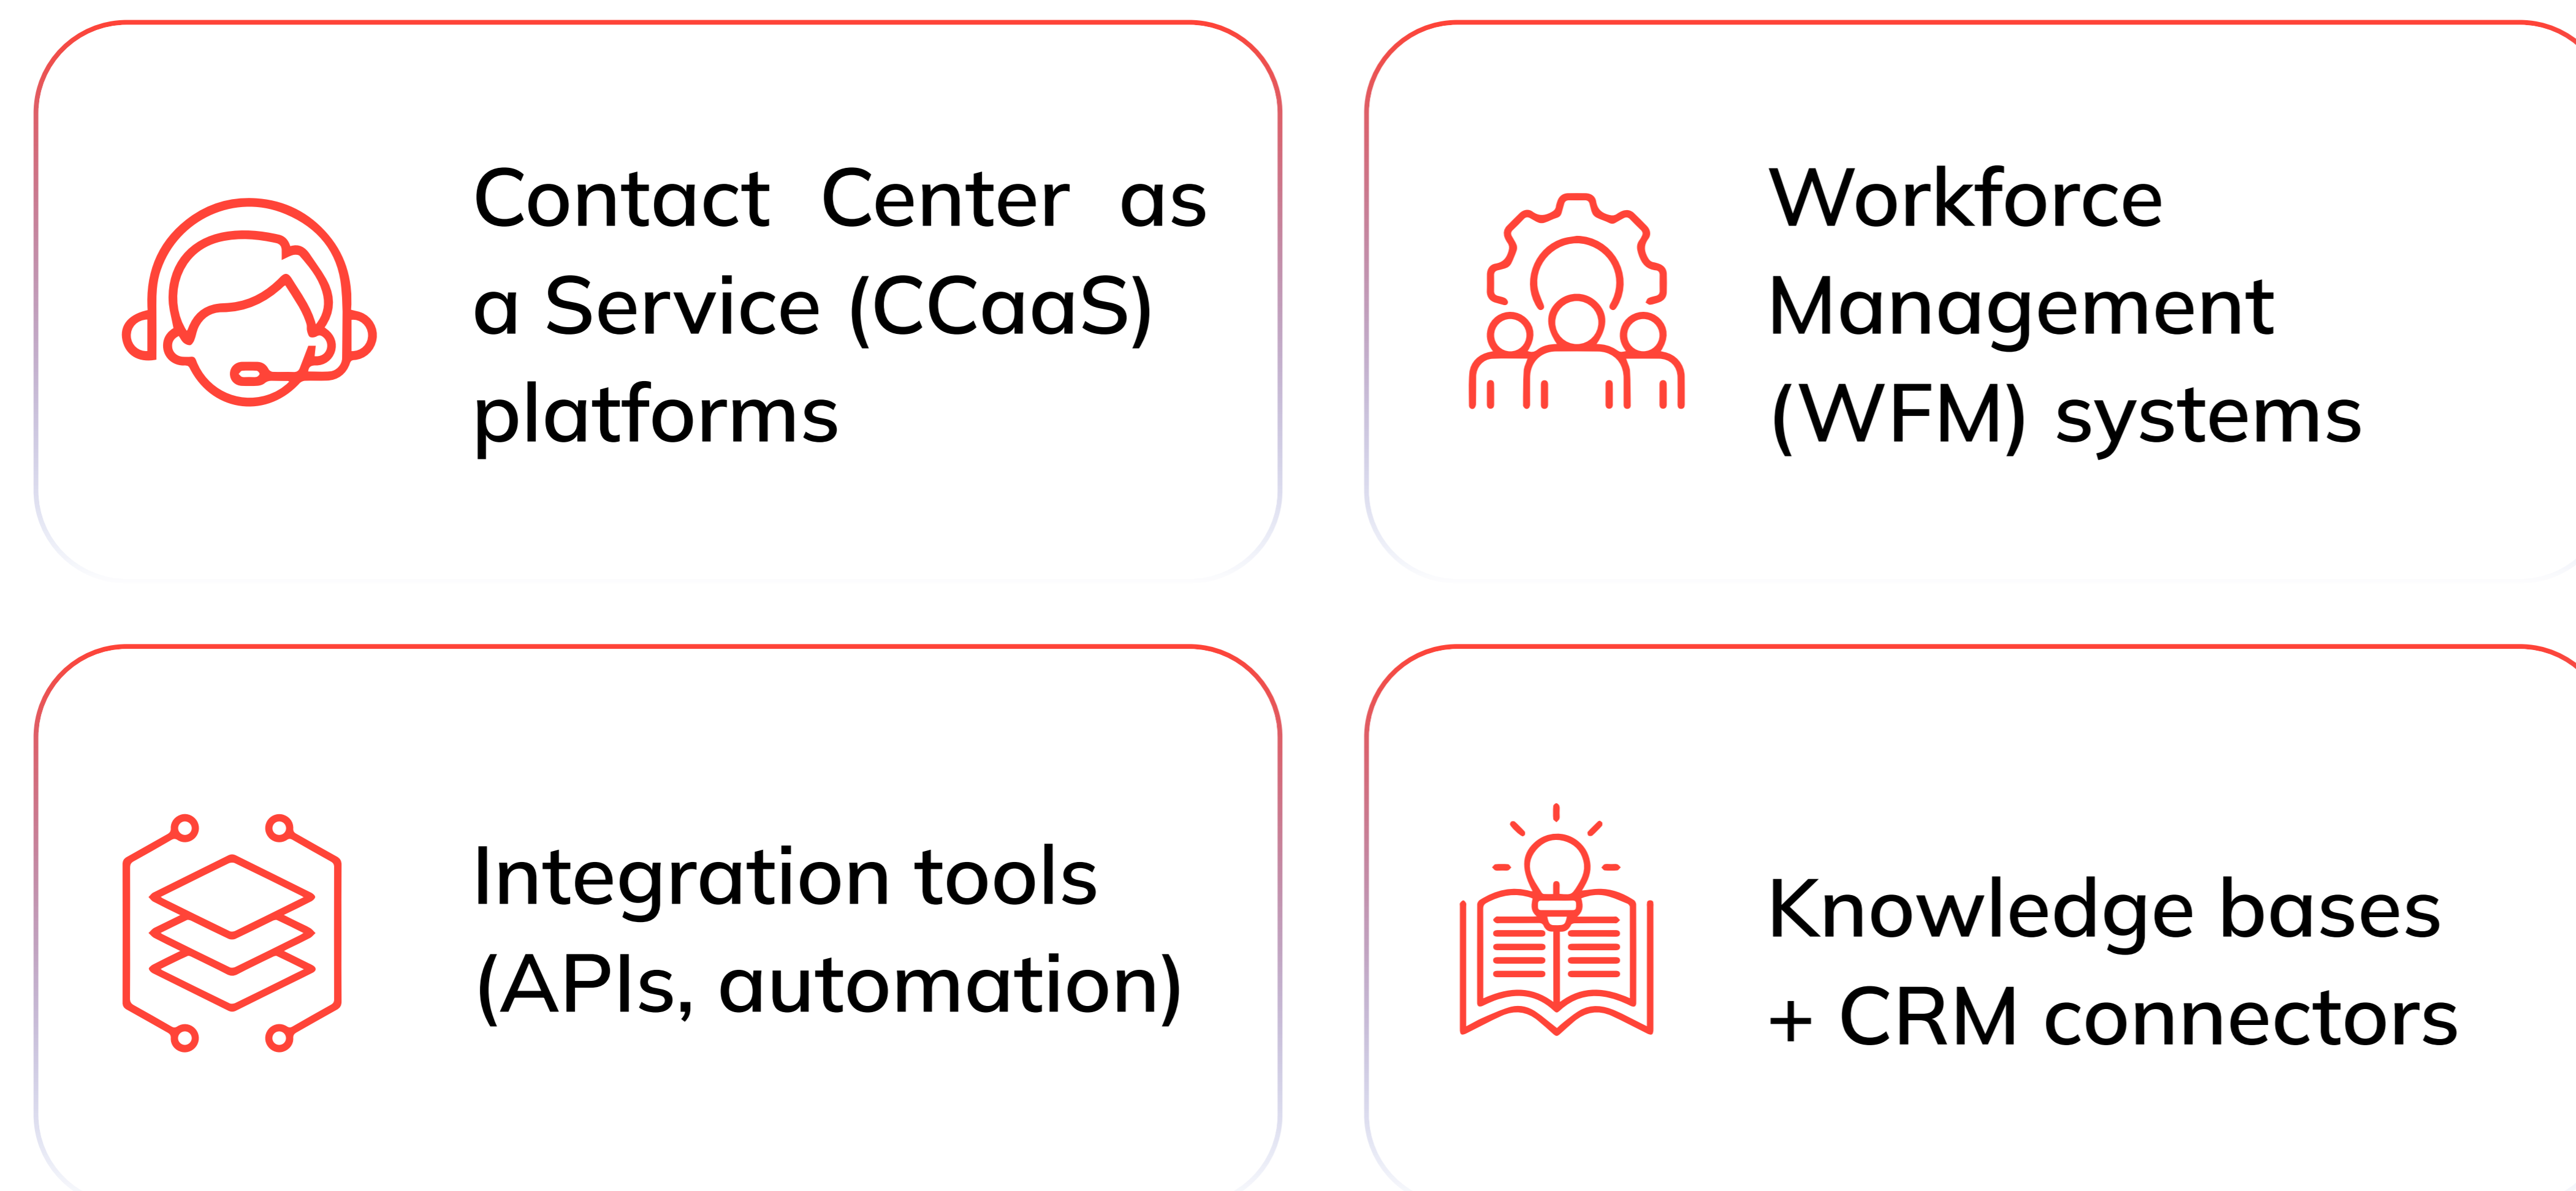 Contact Center as
a Service (CCaaS)
platforms
Workforce
Management
(WFM) systems
Integration tools
(APIs, automation)
Knowledge bases
+ CRM connectors